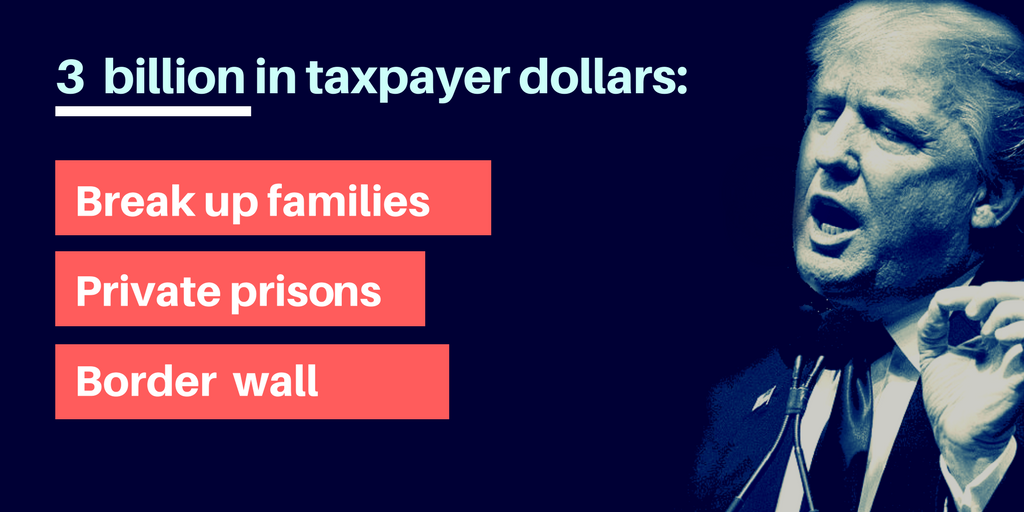 3 billion in taxpayer dollars:
Break up families
Private prisons
Border wall